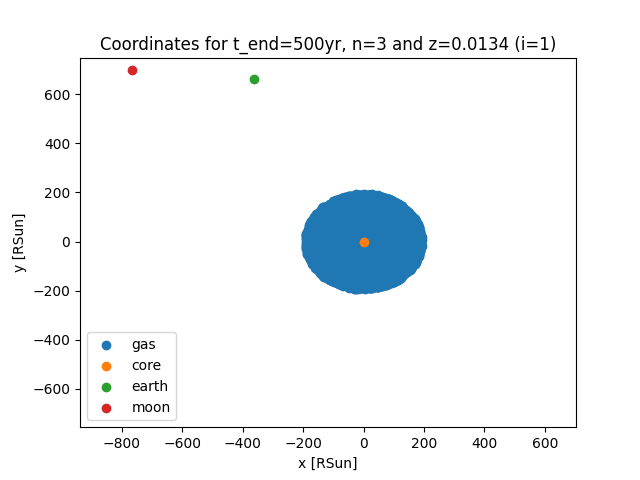 Coordinates for t_end=500yr, n=3 and z=0.0134 (i=1)
600
400
200
0
−200
−400
−600
y [RSun]
gas
core
earth
moon
−800
−600
−400
−200
0
200
400
600
x [RSun]